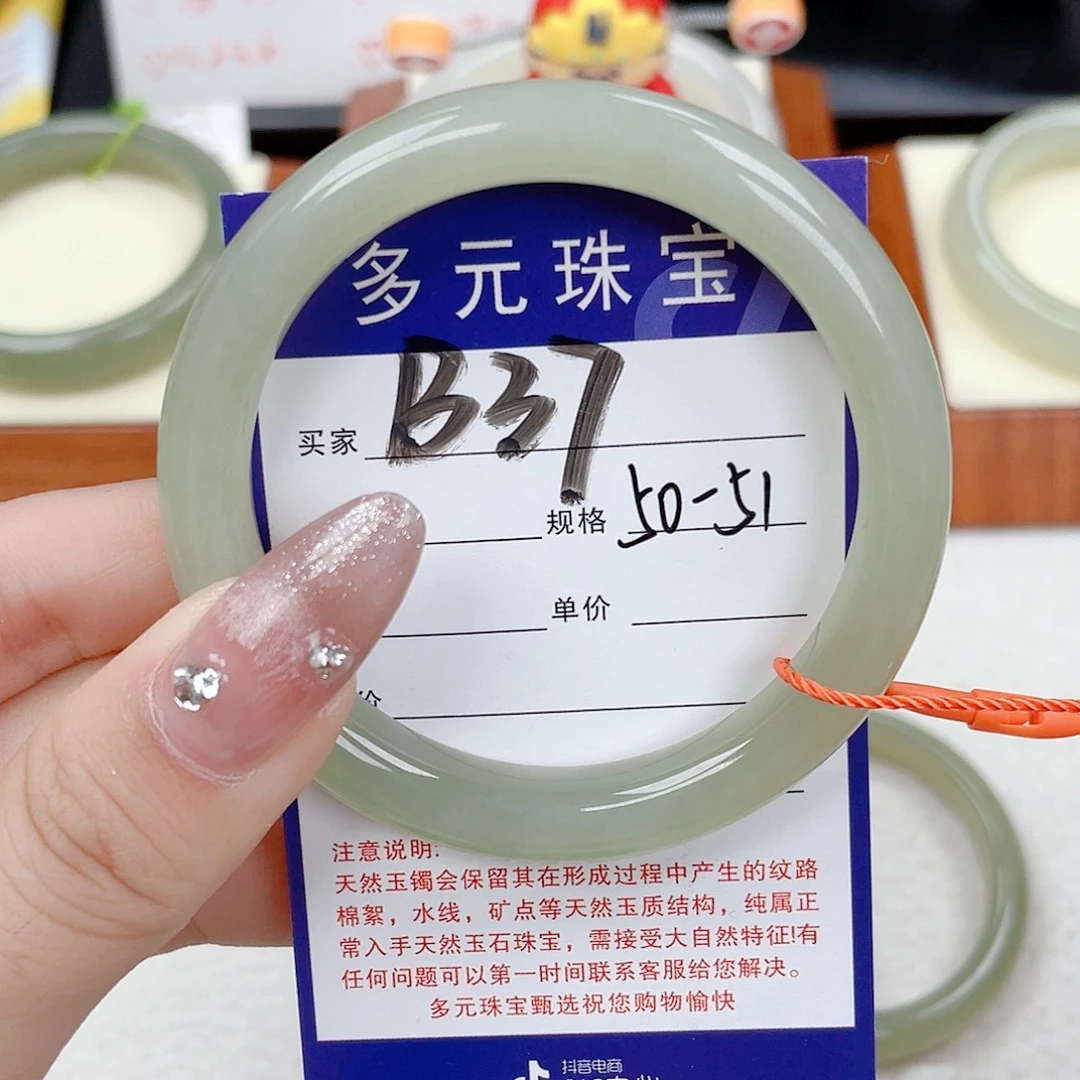 多元珠宝
买家 B37
规格 50-51
单价
价
注意说明:
天然玉镯会保留其在形成过程中产生的纹路
棉絮，水线，矿点等天然玉质结构，纯属正
常入手天然玉石珠宝，需接受大自然特征!有
任何问题可以第一时间联系客服给您解决。
多元珠宝甄选祝您购物愉快
抖音电商